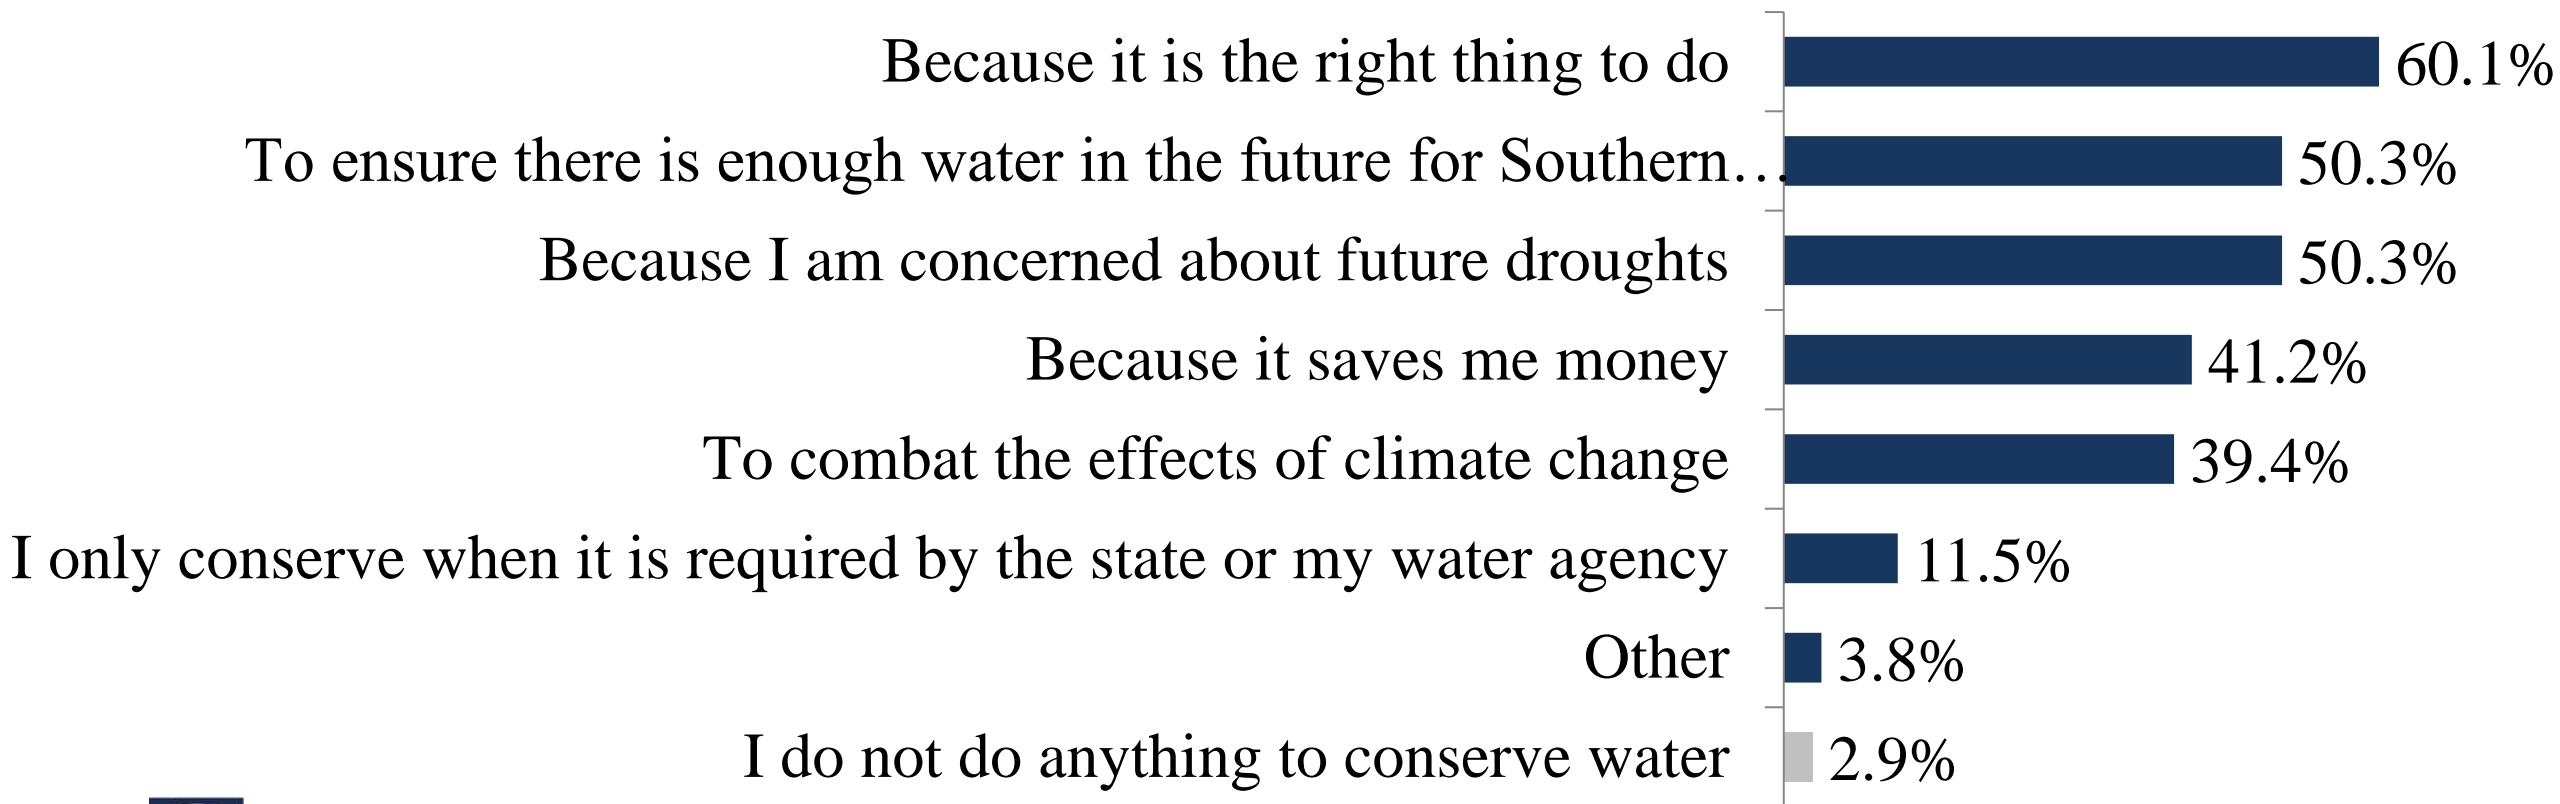 Because it is the right thing to do 60.1%
To ensure there is enough water in the future for Southern… 50.3%
Because I am concerned about future droughts 50.3%
Because it saves me money 41.2%
To combat the effects of climate change 39.4%
I only conserve when it is required by the state or my water agency 11.5%
Other 3.8%
I do not do anything to conserve water 2.9%